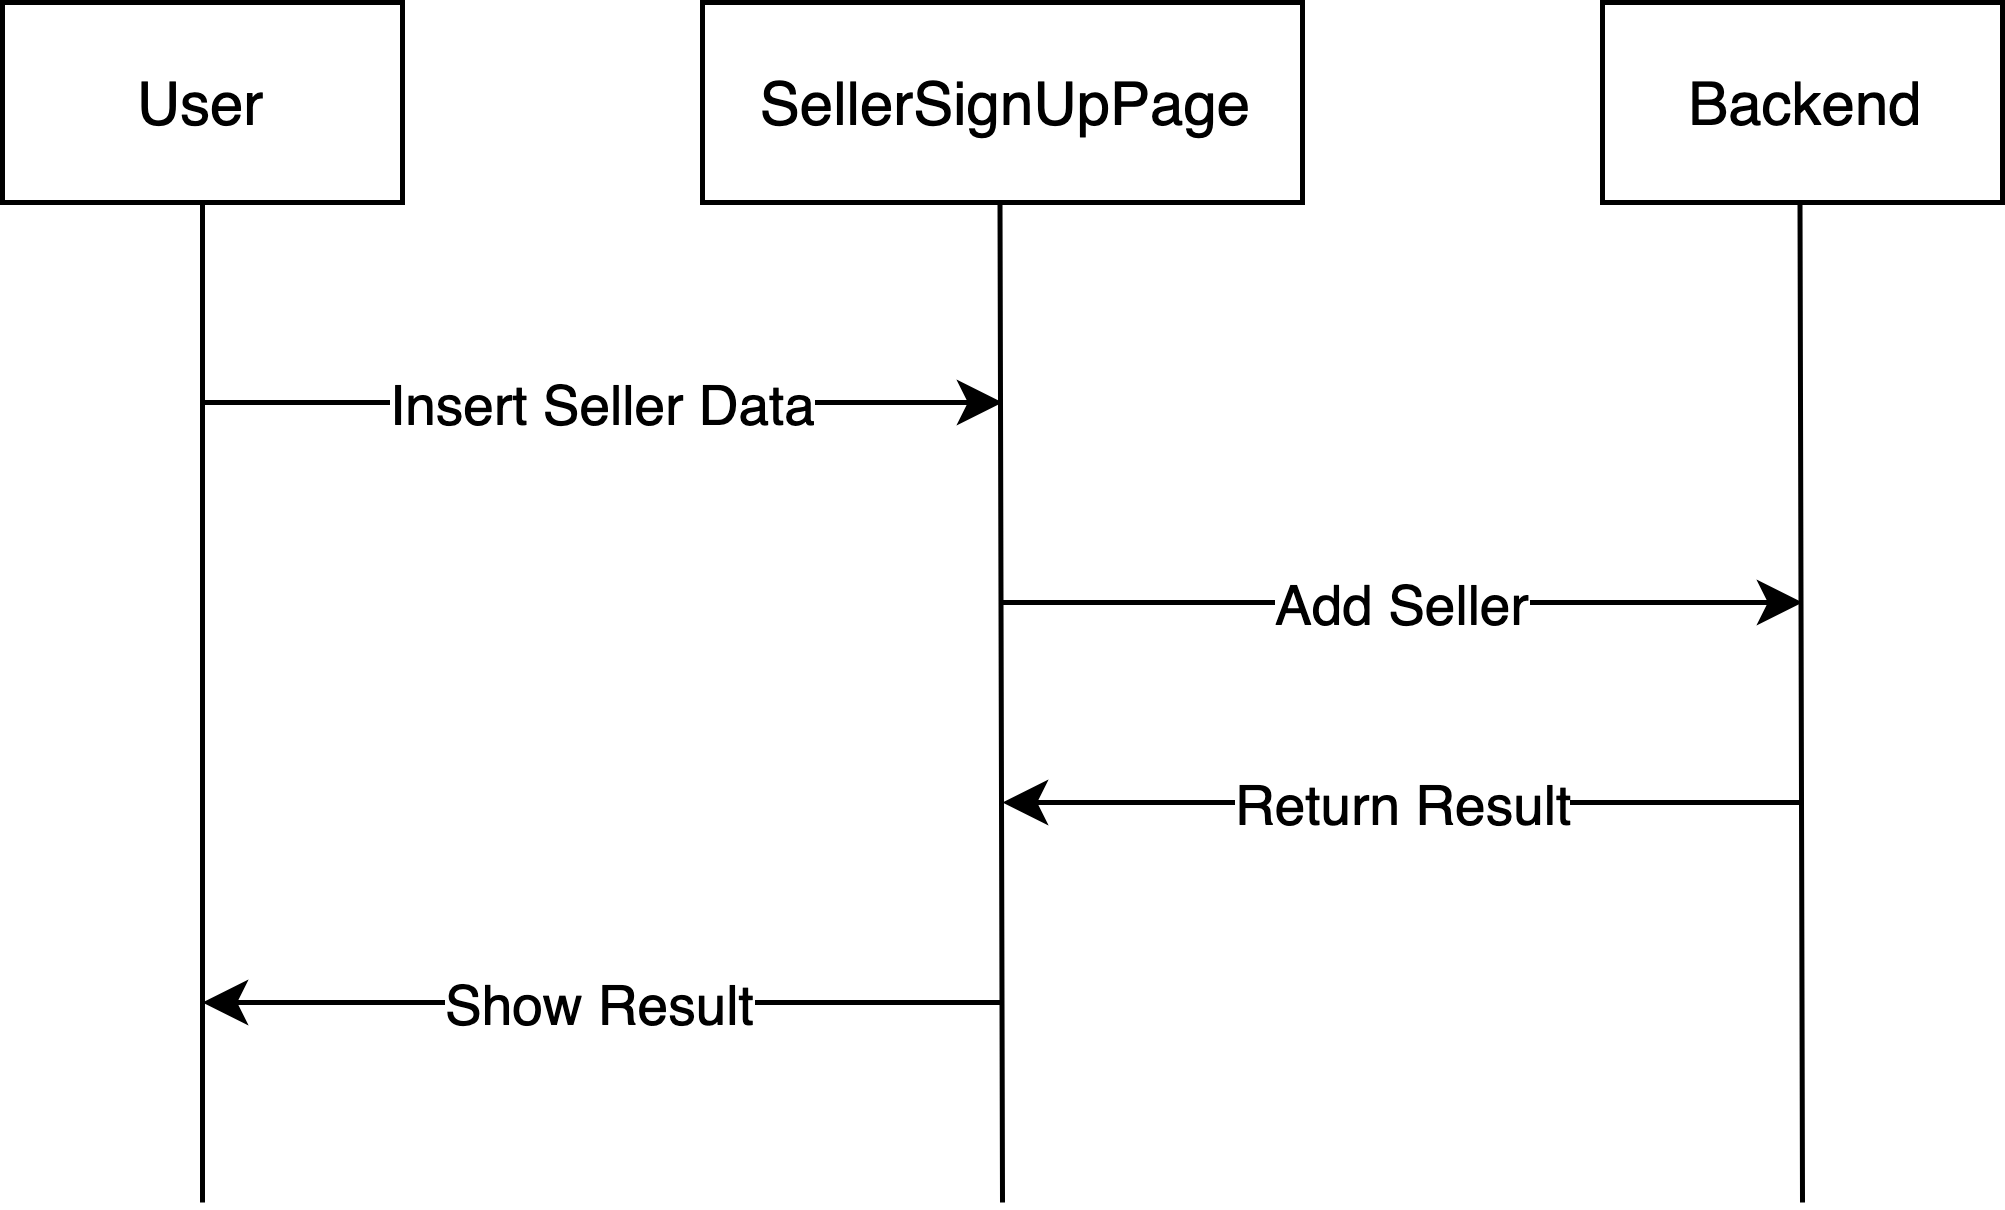 User
SellerSignUpPage
Backend
Insert Seller Data
Add Seller
Return Result
Show Result